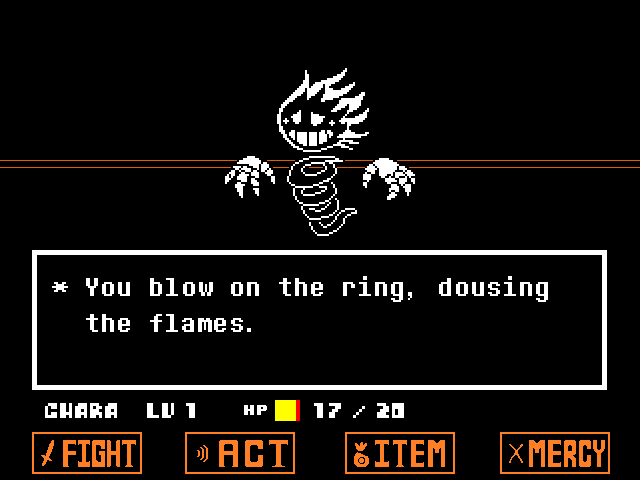 * You blow on the ring, dousing
the flames.
CHARA LV 1 HP 17 / 20
FIGHT ACT ITEM MERCY